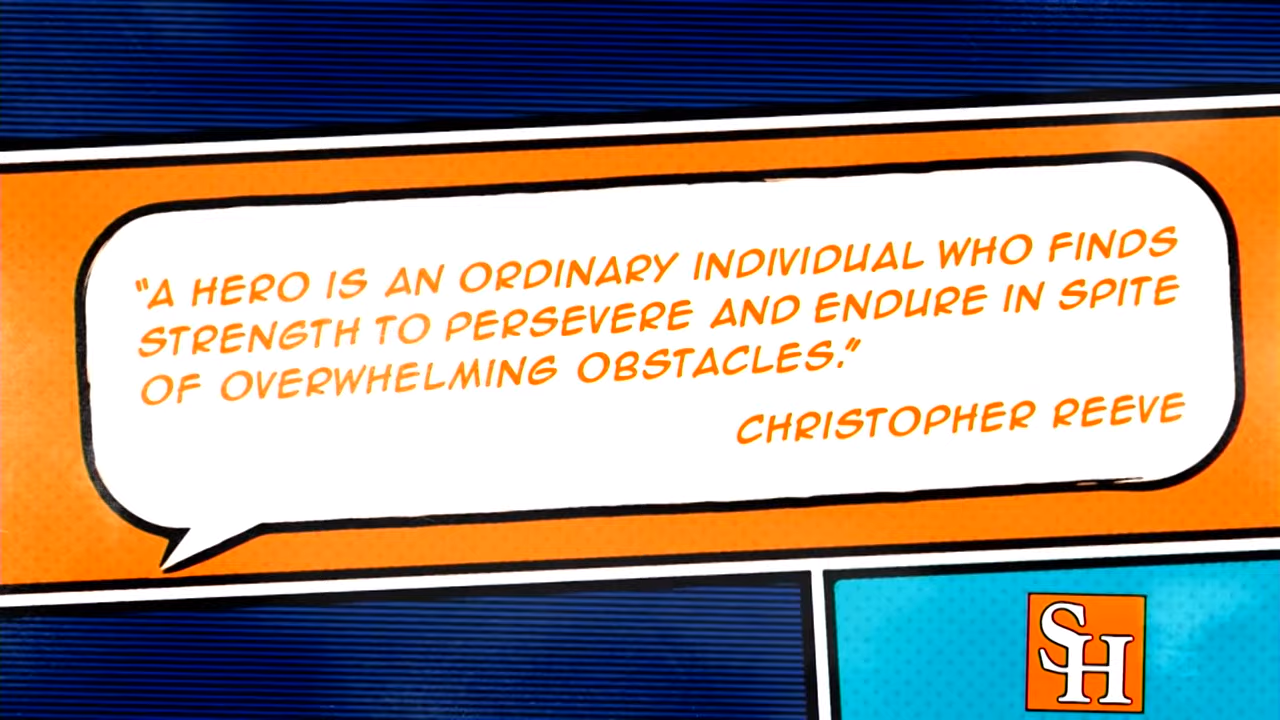 “A HERO IS AN ORDINARY INDIVIDUAL WHO FINDS
STRENGTH TO PERSEVERE AND ENDURE IN SPITE
OF OVERWHELMING OBSTACLES.”
CHRISTOPHER REEVE
SH